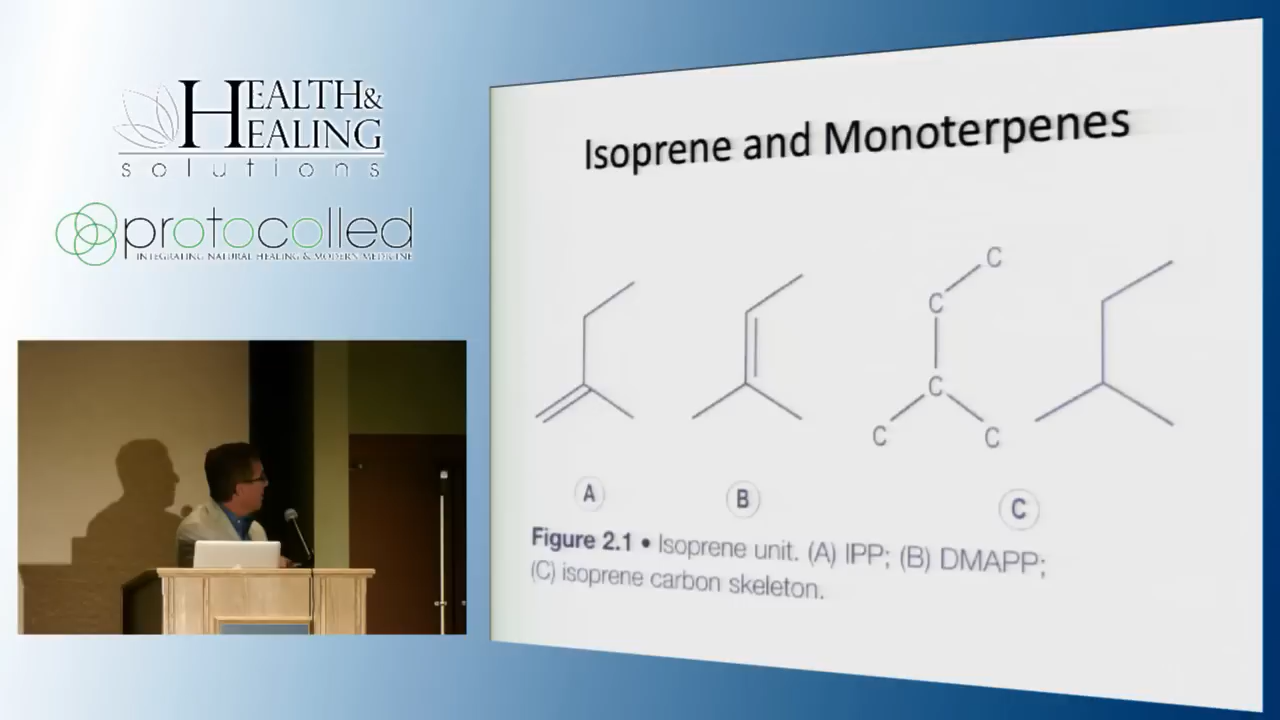 HEALTH&
HEALING
solutions
protocolled
INTEGRATING NATURAL HEALING & MODERN MEDICINE
Isoprene and Monoterpenes
C
C
C
C
C
A
B
C
Figure 2.1 • Isoprene unit. (A) IPP; (B) DMAPP;
(C) isoprene carbon skeleton.